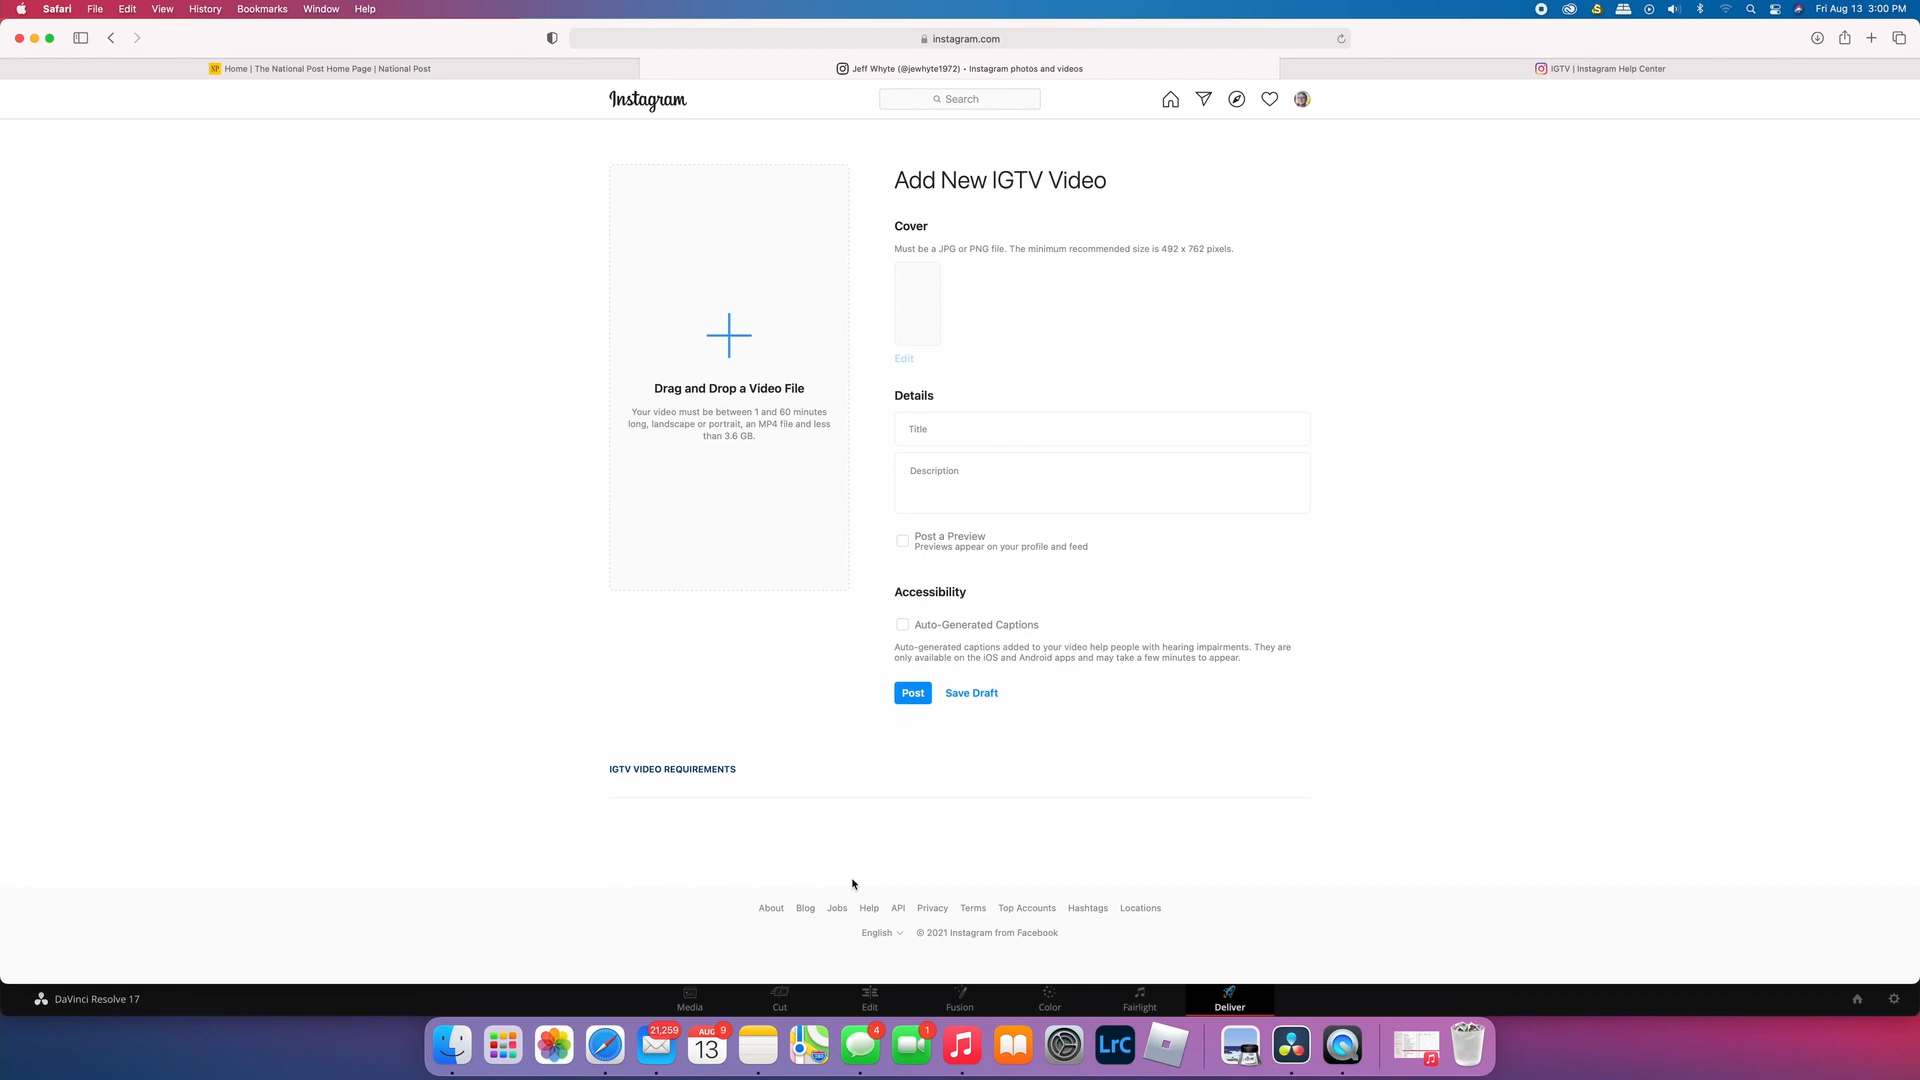 Safari File Edit View History Bookmarks Window Help
Fri Aug 13 3:00 PM
instagram.com
Home | The National Post Home Page | National Post
Jeff Whyte (@jewhyte1972) • Instagram photos and videos
IGTV | Instagram Help Center
Instagram
Search
Add New IGTV Video
Cover
Must be a JPG or PNG file. The minimum recommended size is 492 x 762 pixels.
Edit
Drag and Drop a Video File
Your video must be between 1 and 60 minutes
long, landscape or portrait, an MP4 file and less
than 3.6 GB.
Details
Title
Description
Post a Preview
Previews appear on your profile and feed
Accessibility
Auto-Generated Captions
Auto-generated captions added to your video help people with hearing impairments. They are
only available on the iOS and Android apps and may take a few minutes to appear.
Post Save Draft
IGTV VIDEO REQUIREMENTS
About Blog Jobs Help API Privacy Terms Top Accounts Hashtags Locations
English © 2021 Instagram from Facebook
DaVinci Resolve 17
Media Cut Edit Fusion Color Fairlight Deliver
21,259
AUG 9
13
4
1
LrC